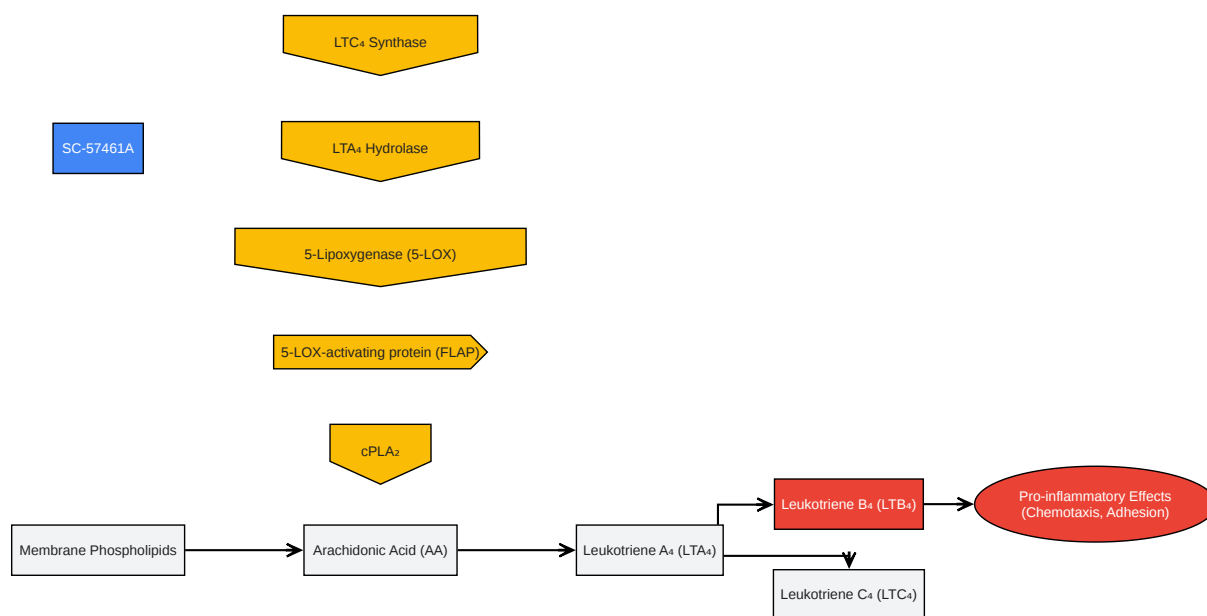 LTC₄ Synthase
SC-57461A
LTA₄ Hydrolase
5-Lipoxygenase (5-LOX)
5-LOX-activating protein (FLAP)
cPLA₂
Leukotriene B₄ (LTB₄)
Pro-inflammatory Effects
(Chemotaxis, Adhesion)
Membrane Phospholipids
Arachidonic Acid (AA)
Leukotriene A₄ (LTA₄)
Leukotriene C₄ (LTC₄)